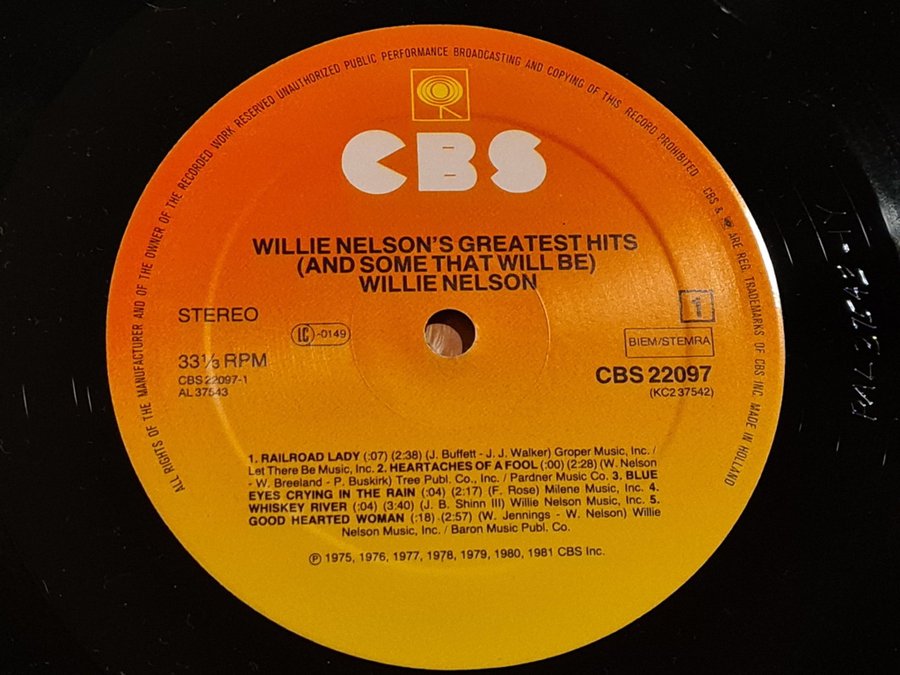 ALL RIGHTS OF THE MANUFACTURER AND OF THE OWNER OF THE RECORDED WORK RESERVED UNAUTHORIZED PUBLIC PERFORMANCE BROADCASTING AND COPYING OF THIS RECORD PROHIBITED. CBS & ARE REG. TRADEMARKS OF CBS INC. MADE IN HOLLAND
CBS
WILLIE NELSON'S GREATEST HITS
(AND SOME THAT WILL BE)
WILLIE NELSON
STEREO
LC-0149
33⅓ RPM
CBS 22097-1
AL 37543
1
BIEM/STEMRA
CBS 22097
(KC2 37542)
1. RAILROAD LADY (:07) (2:38) (J. Buffett - J. J. Walker) Groper Music, Inc. /
Let There Be Music, Inc. 2. HEARTACHES OF A FOOL (:00) (2:28) (W. Nelson
- W. Breeland - P. Buskirk) Tree Publ. Co., Inc. / Pardner Music Co. 3. BLUE
EYES CRYING IN THE RAIN (:04) (2:17) (F. Rose) Milene Music, Inc. 4.
WHISKEY RIVER (:04) (3:40) (J. B. Shinn III) Willie Nelson Music, Inc. 5.
GOOD HEARTED WOMAN (:18) (2:57) (W. Jennings - W. Nelson) Willie
Nelson Music, Inc. / Baron Music Publ. Co.
℗ 1975, 1976, 1977, 1978, 1979, 1980, 1981 CBS Inc.